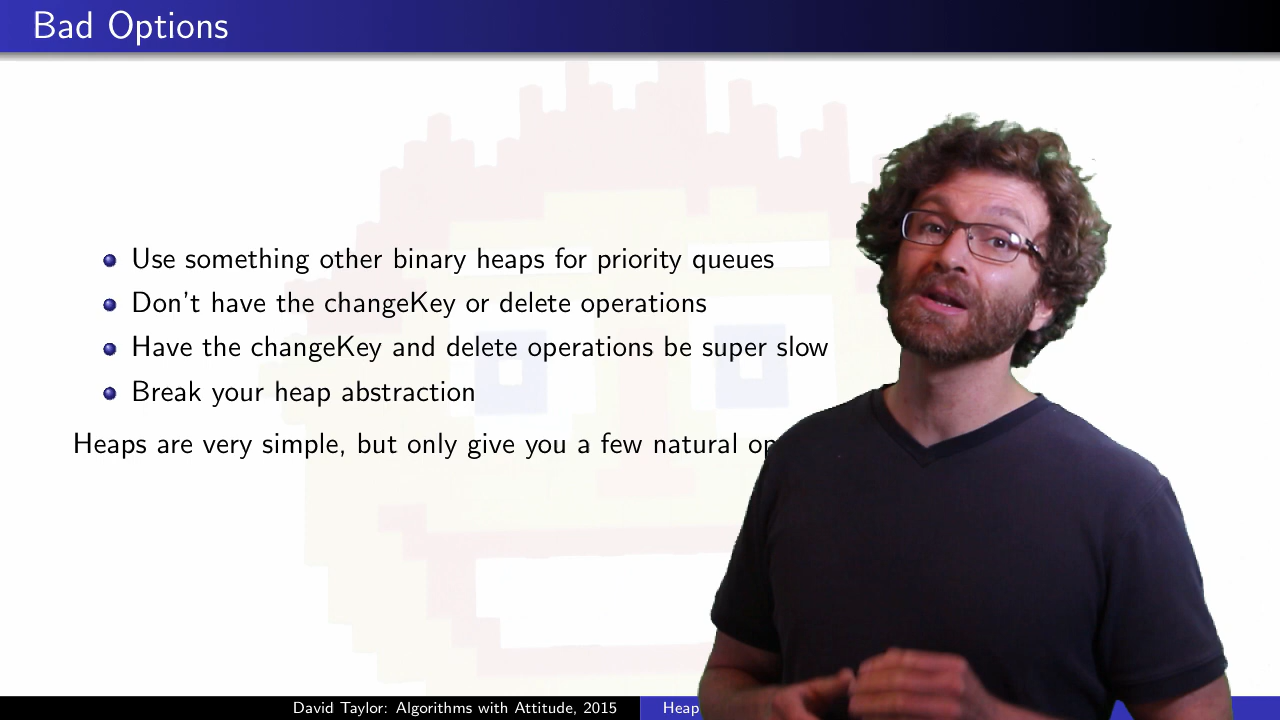 Bad Options
Use something other binary heaps for priority queues
Don't have the changeKey or delete operations
Have the changeKey and delete operations be super slow
Break your heap abstraction
Heaps are very simple, but only give you a few natural
David Taylor: Algorithms with Attitude, 2015
Heap